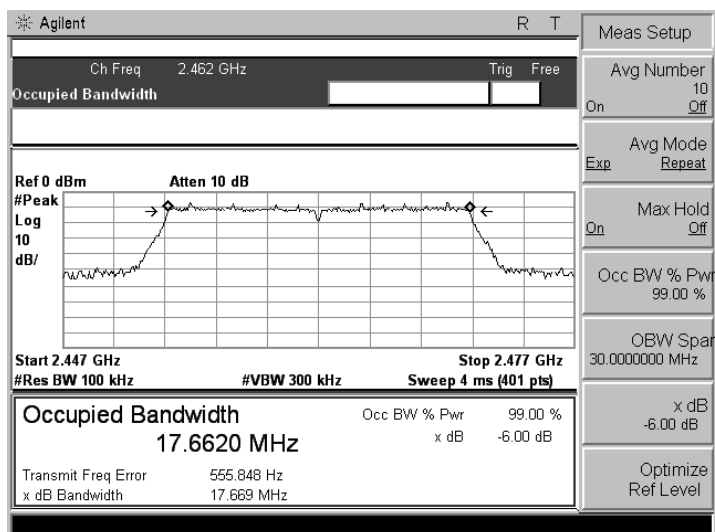 Agilent
R T
Ch Freq 2.462 GHz Trig Free
Occupied Bandwidth
Ref 0 dBm Atten 10 dB
#Peak
Log
10
dB/
Start 2.447 GHz Stop 2.477 GHz
#Res BW 100 kHz #VBW 300 kHz Sweep 4 ms (401 pts)
Occupied Bandwidth
17.6620 MHz
Occ BW % Pwr 99.00 %
x dB -6.00 dB
Transmit Freq Error 555.848 Hz
x dB Bandwidth 17.669 MHz
Meas Setup
Avg Number
10
On Off
Avg Mode
Exp Repeat
Max Hold
On Off
Occ BW % Pwr
99.00 %
OBW Span
30.0000000 MHz
x dB
-6.00 dB
Optimize
Ref Level